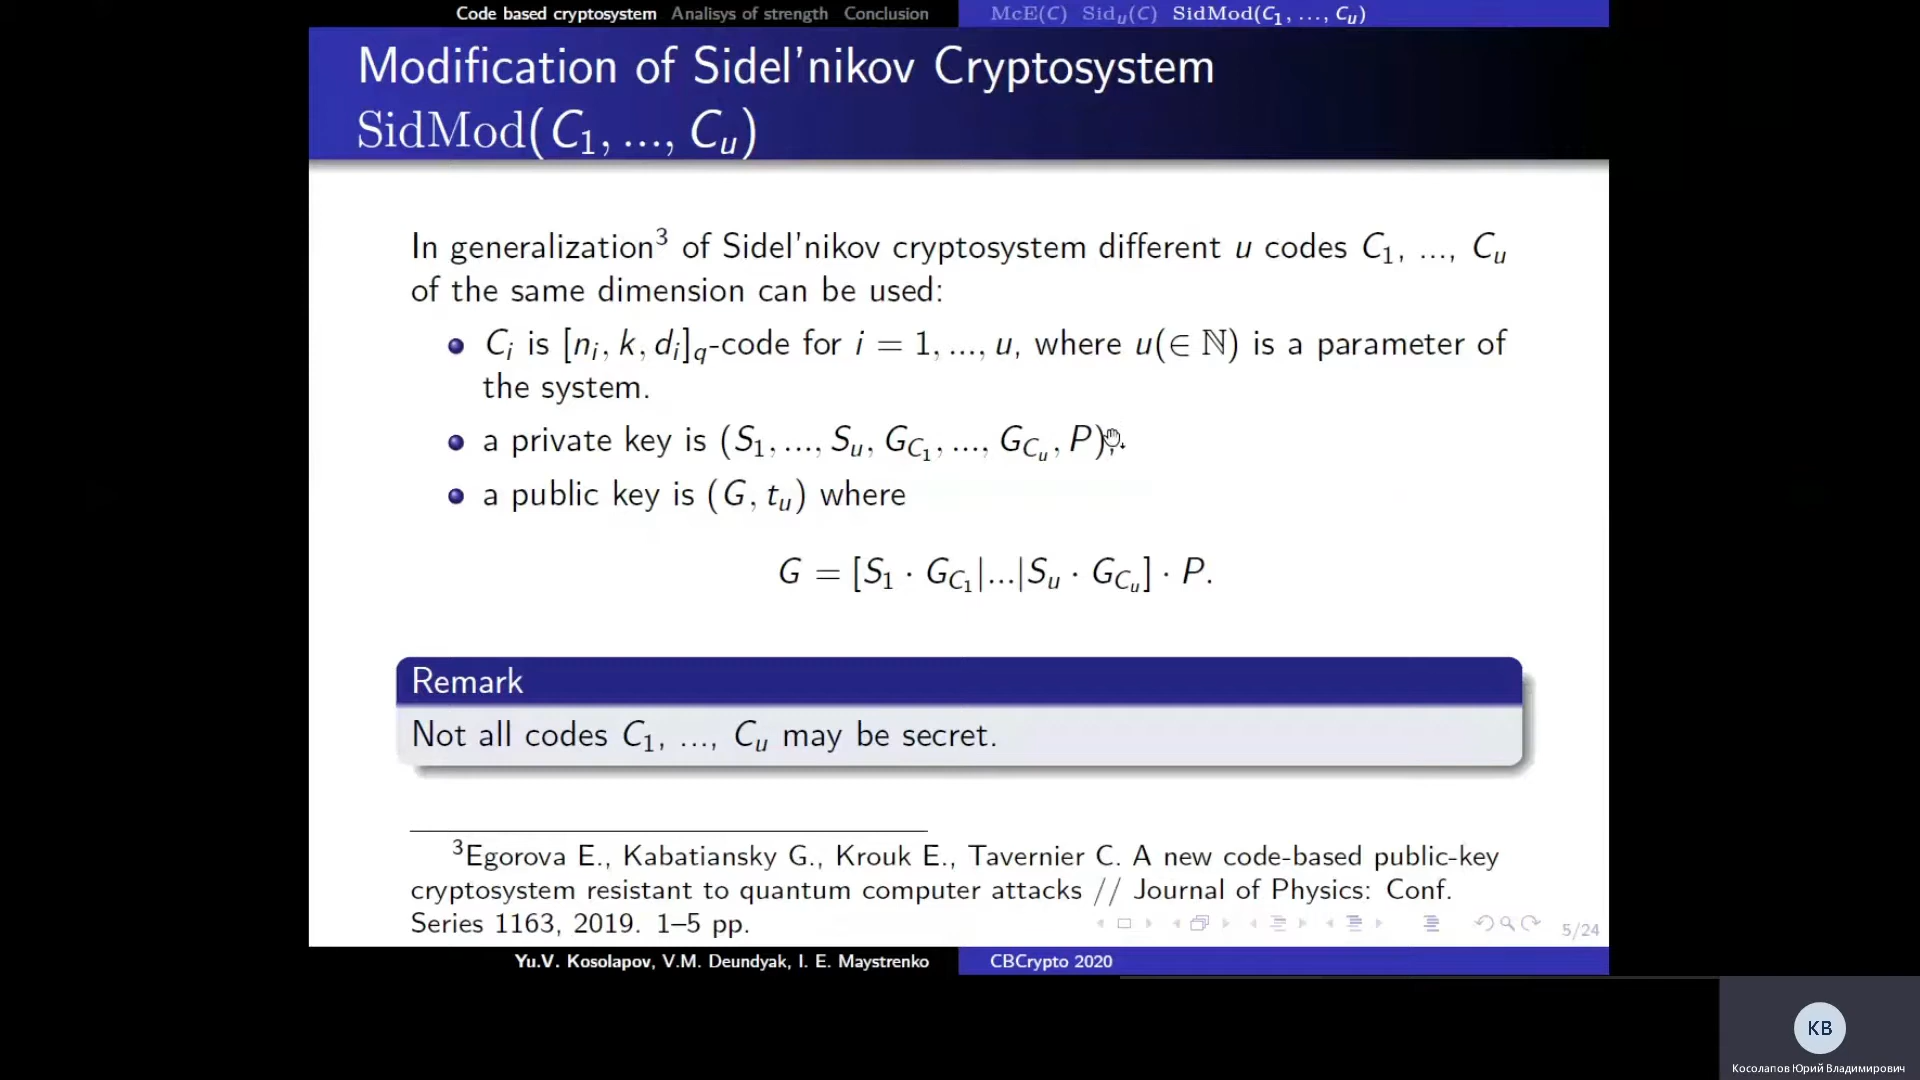 Code based cryptosystem Analisys of strength Conclusion McE(C) Sid_u(C) SidMod(C_1, ..., C_u)
Modification of Sidel'nikov Cryptosystem
SidMod(C_1, ..., C_u)
In generalization^3 of Sidel'nikov cryptosystem different u codes C_1, ..., C_u
of the same dimension can be used:
C_i is [n_i, k, d_i]_q-code for i = 1, ..., u, where u(∈ ℕ) is a parameter of
the system.
a private key is (S_1, ..., S_u, G_{C_1}, ..., G_{C_u}, P),
a public key is (G, t_u) where
G = [S_1 · G_{C_1}|...|S_u · G_{C_u}] · P.
Remark
Not all codes C_1, ..., C_u may be secret.
^3Egorova E., Kabatiansky G., Krouk E., Tavernier C. A new code-based public-key
cryptosystem resistant to quantum computer attacks // Journal of Physics: Conf.
Series 1163, 2019. 1–5 pp.
5/24
Yu.V. Kosolapov, V.M. Deundyak, I. E. Maystrenko CBCrypto 2020
КВ
Косолапов Юрий Владимирович